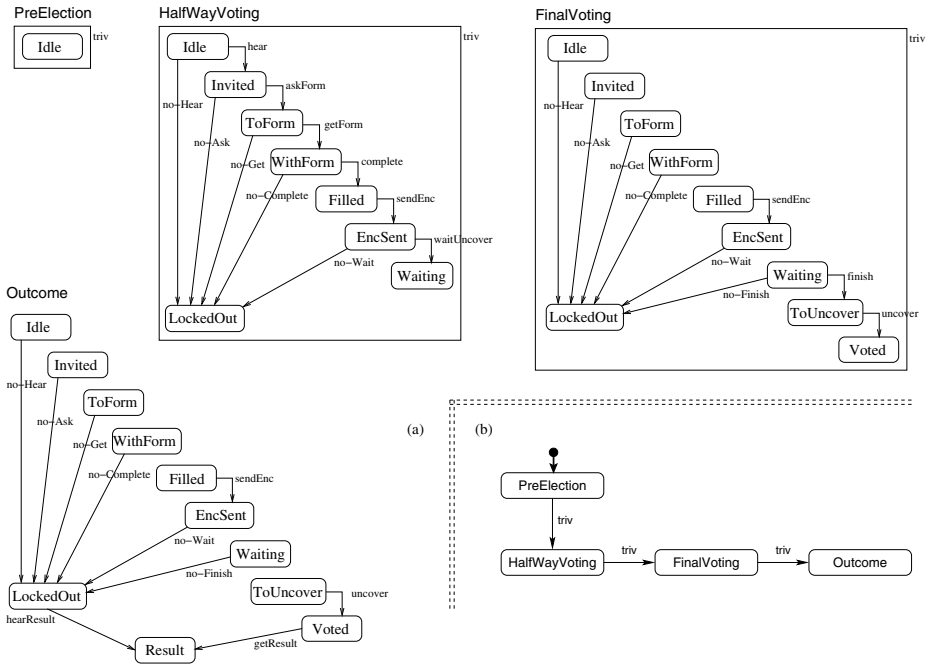 PreElection
Idle
triv
HalfWayVoting
triv
Idle
hear
Invited
askForm
no-Hear
ToForm
getForm
no-Ask
WithForm
complete
no-Get
no-Complete
Filled
sendEnc
EncSent
waitUncover
no-Wait
Waiting
LockedOut
FinalVoting
triv
Idle
Invited
no-Hear
ToForm
no-Ask
WithForm
no-Get
no-Complete
Filled
sendEnc
EncSent
no-Wait
Waiting
finish
no-Finish
LockedOut
ToUncover
uncover
Voted
Outcome
Idle
Invited
no-Hear
ToForm
no-Ask
WithForm
no-Get
no-Complete
Filled
sendEnc
EncSent
no-Wait
Waiting
no-Finish
LockedOut
ToUncover
uncover
hearResult
Voted
getResult
Result
(a)
(b)
PreElection
triv
HalfWayVoting
triv
FinalVoting
triv
Outcome